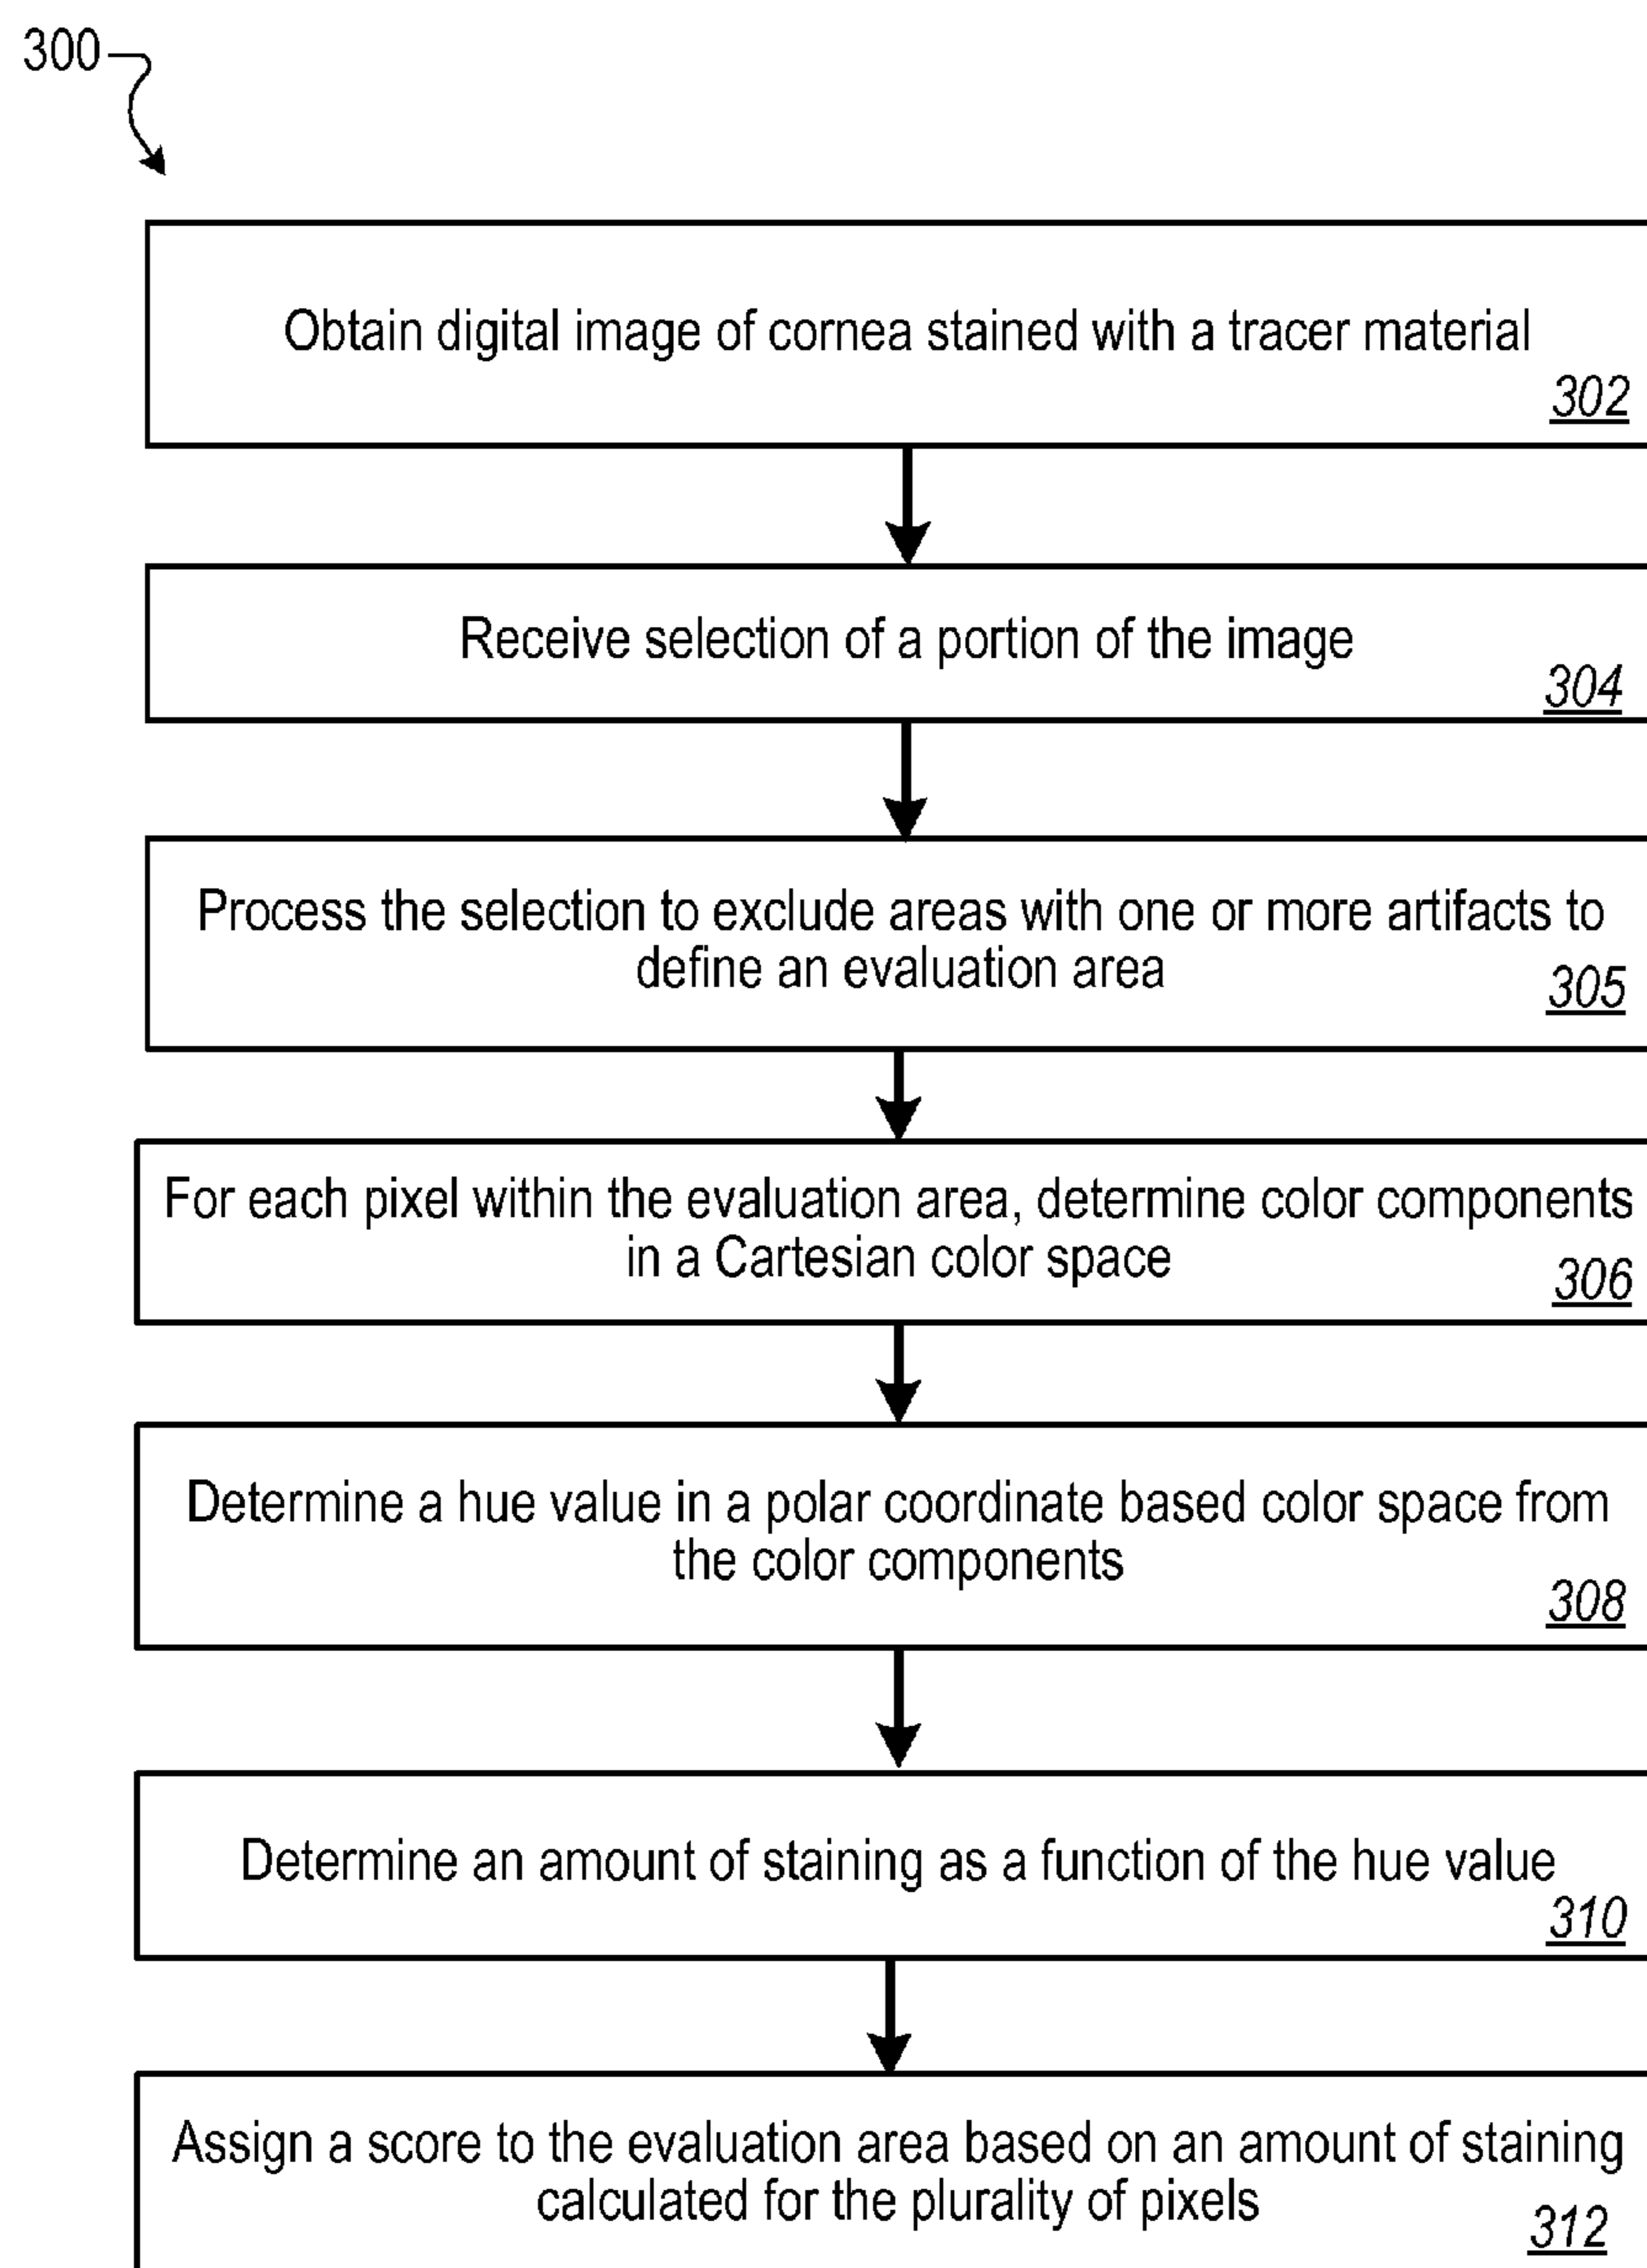 300
Obtain digital image of cornea stained with a tracer material
302
Receive selection of a portion of the image
304
Process the selection to exclude areas with one or more artifacts to
define an evaluation area
305
For each pixel within the evaluation area, determine color components
in a Cartesian color space
306
Determine a hue value in a polar coordinate based color space from
the color components
308
Determine an amount of staining as a function of the hue value
310
Assign a score to the evaluation area based on an amount of staining
calculated for the plurality of pixels
312